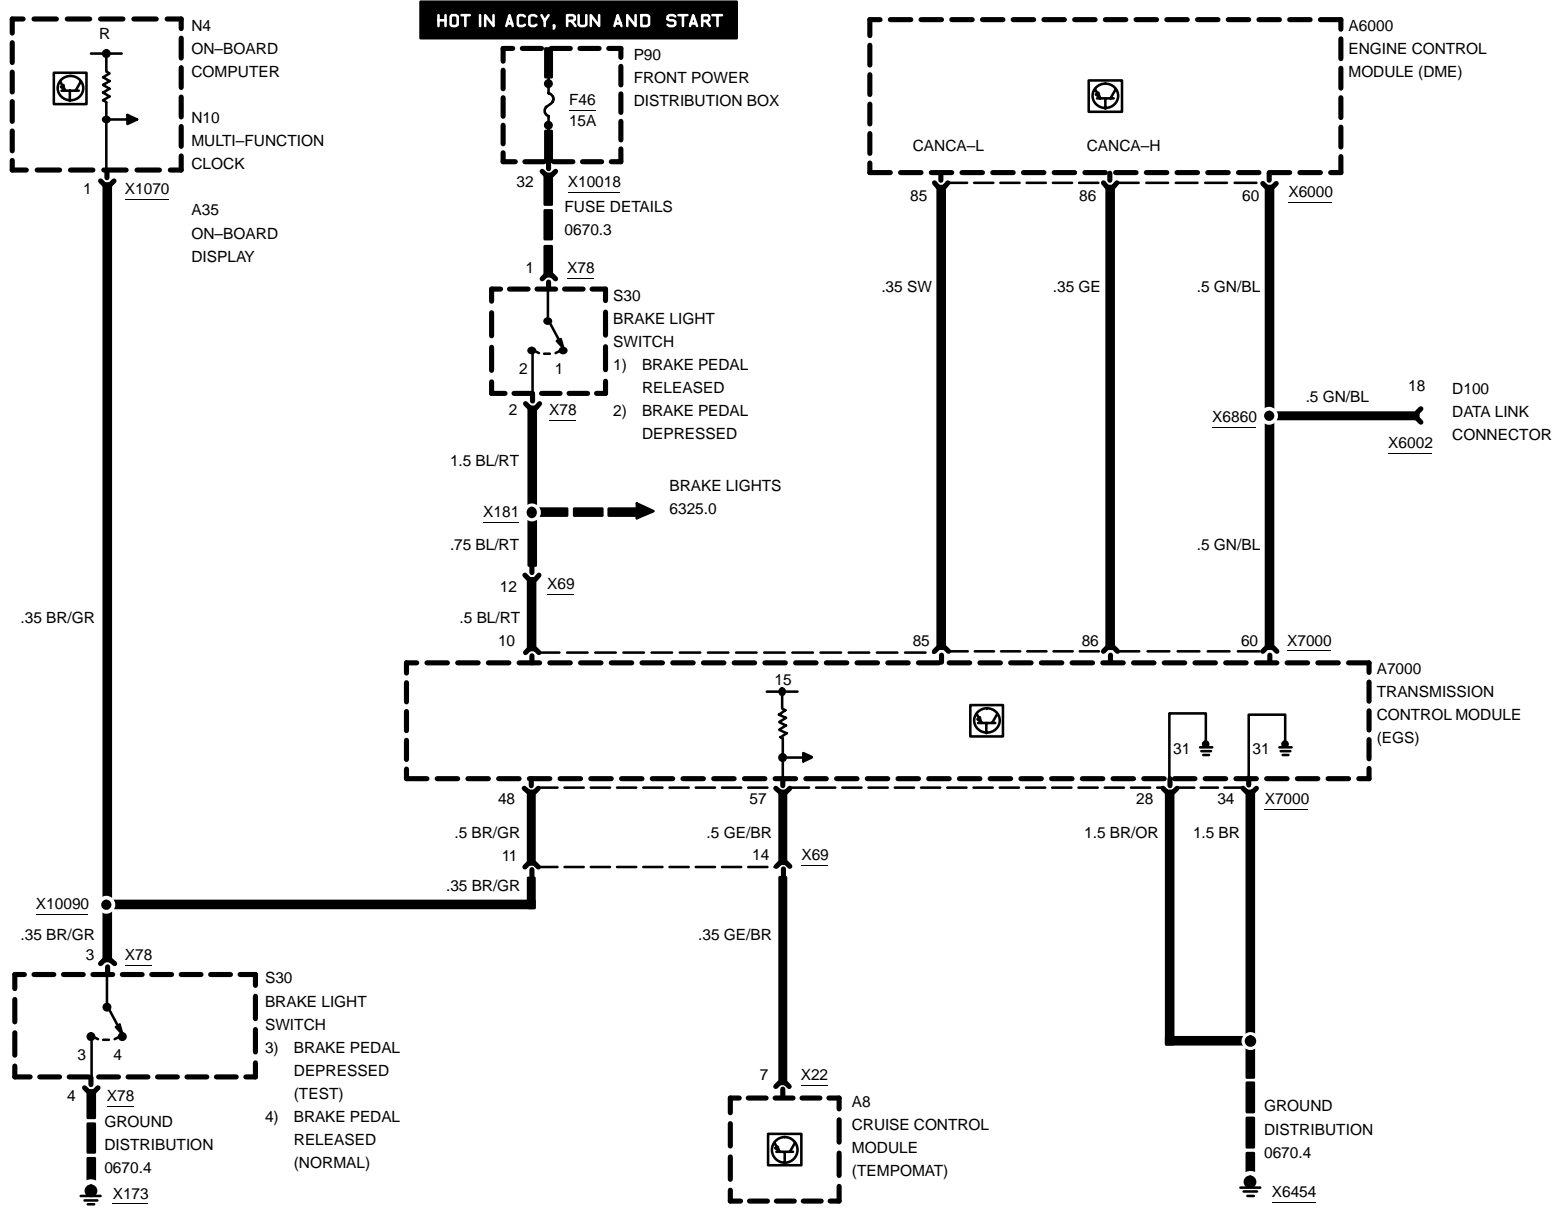 HOT IN ACCY, RUN AND START
R
N4
ON–BOARD
COMPUTER
N10
MULTI–FUNCTION
CLOCK
1
X1070
A35
ON–BOARD
DISPLAY
F46
15A
P90
FRONT POWER
DISTRIBUTION BOX
32
X10018
FUSE DETAILS
0670.3
1
X78
S30
BRAKE LIGHT
SWITCH
1) BRAKE PEDAL
RELEASED
2) BRAKE PEDAL
DEPRESSED
2
1
2
X78
1.5 BL/RT
X181
BRAKE LIGHTS
6325.0
.75 BL/RT
12
X69
.5 BL/RT
10
A6000
ENGINE CONTROL
MODULE (DME)
CANCA–L
CANCA–H
85
86
60
X6000
.35 SW
.35 GE
.5 GN/BL
.5 GN/BL
18
D100
DATA LINK
CONNECTOR
X6860
X6002
.5 GN/BL
85
86
60
X7000
.35 BR/GR
A7000
TRANSMISSION
CONTROL MODULE
(EGS)
15
31
31
48
57
28
34
X7000
.5 BR/GR
.5 GE/BR
1.5 BR/OR
1.5 BR
11
14
X69
.35 BR/GR
X10090
.35 BR/GR
.35 GE/BR
3
X78
S30
BRAKE LIGHT
SWITCH
3) BRAKE PEDAL
DEPRESSED
(TEST)
4) BRAKE PEDAL
RELEASED
(NORMAL)
3
4
4
X78
GROUND
DISTRIBUTION
0670.4
X173
7
X22
A8
CRUISE CONTROL
MODULE
(TEMPOMAT)
GROUND
DISTRIBUTION
0670.4
X6454